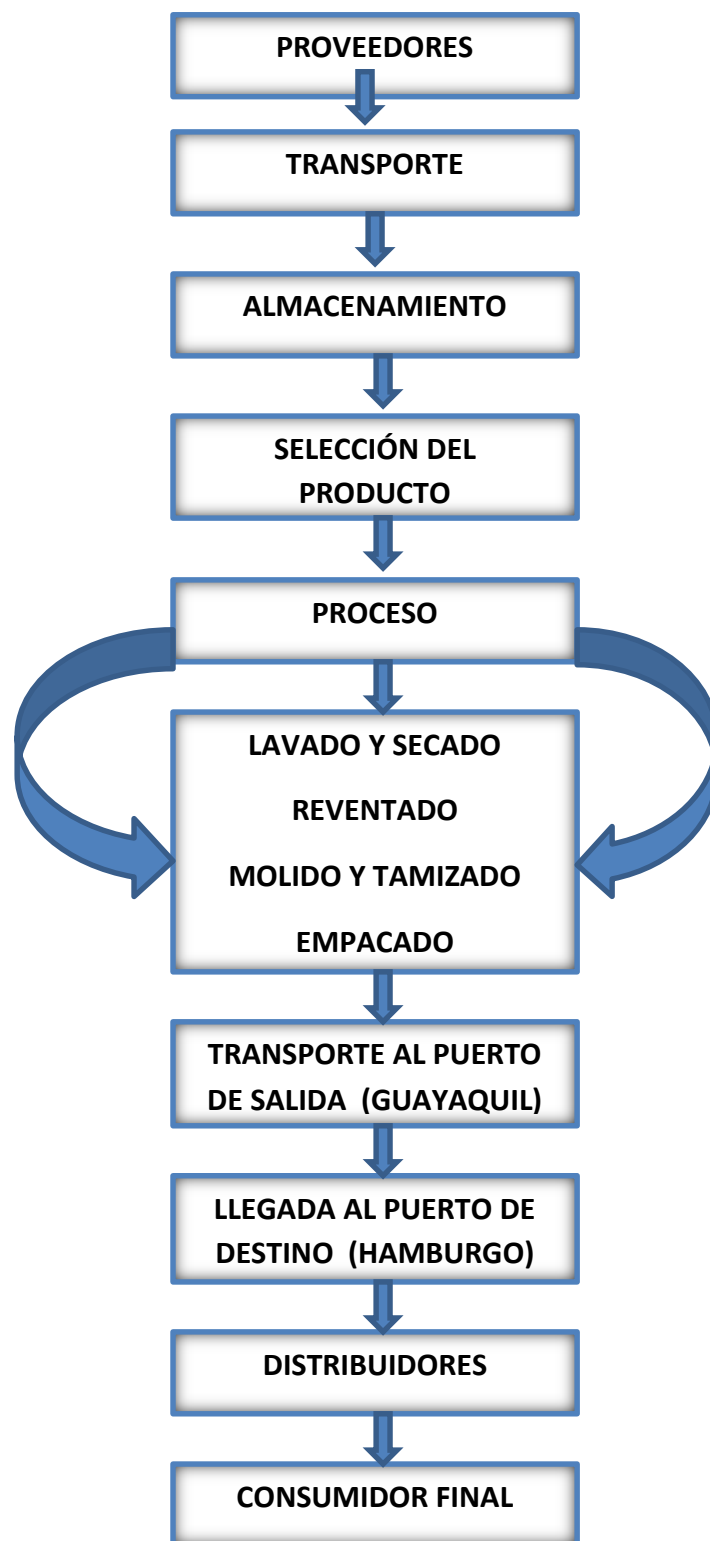 PROVEEDORES
TRANSPORTE
ALMACENAMIENTO
SELECCIÓN DEL
PRODUCTO
PROCESO
LAVADO Y SECADO
REVENTADO
MOLIDO Y TAMIZADO
EMPACADO
TRANSPORTE AL PUERTO
DE SALIDA (GUAYAQUIL)
LLEGADA AL PUERTO DE
DESTINO (HAMBURGO)
DISTRIBUIDORES
CONSUMIDOR FINAL